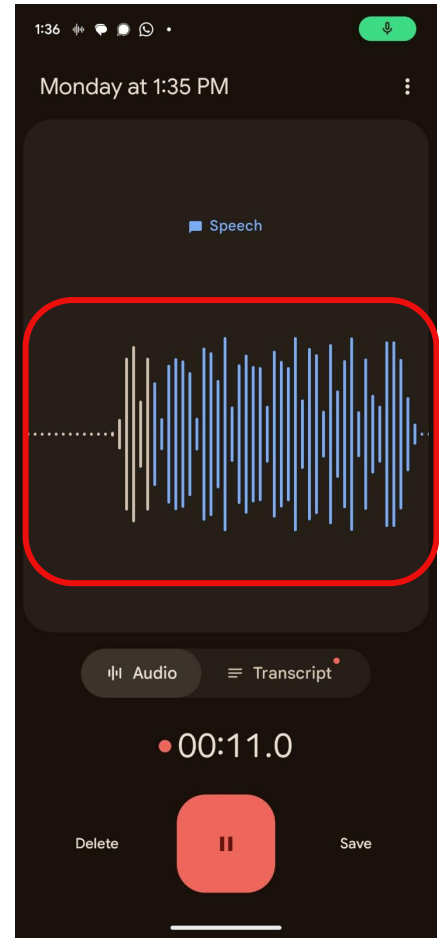 1:36
Monday at 1:35 PM
Speech
Audio
Transcript
00:11.0
Delete
Save